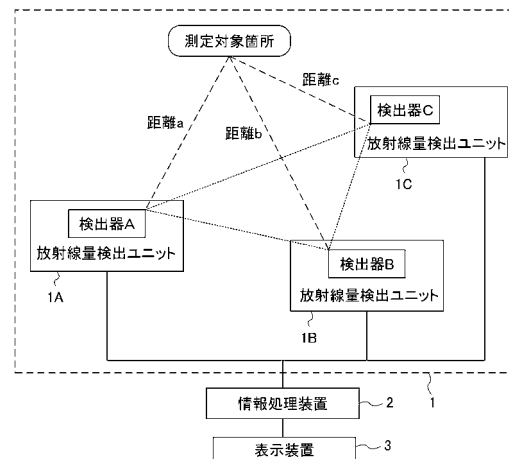 測定対象箇所
距離c
検出器C
距離a
距離b
放射線量検出ユニット
1C
検出器A
放射線量検出ユニット
検出器B
1A
放射線量検出ユニット
1B
1
情報処理装置
2
表示装置
3